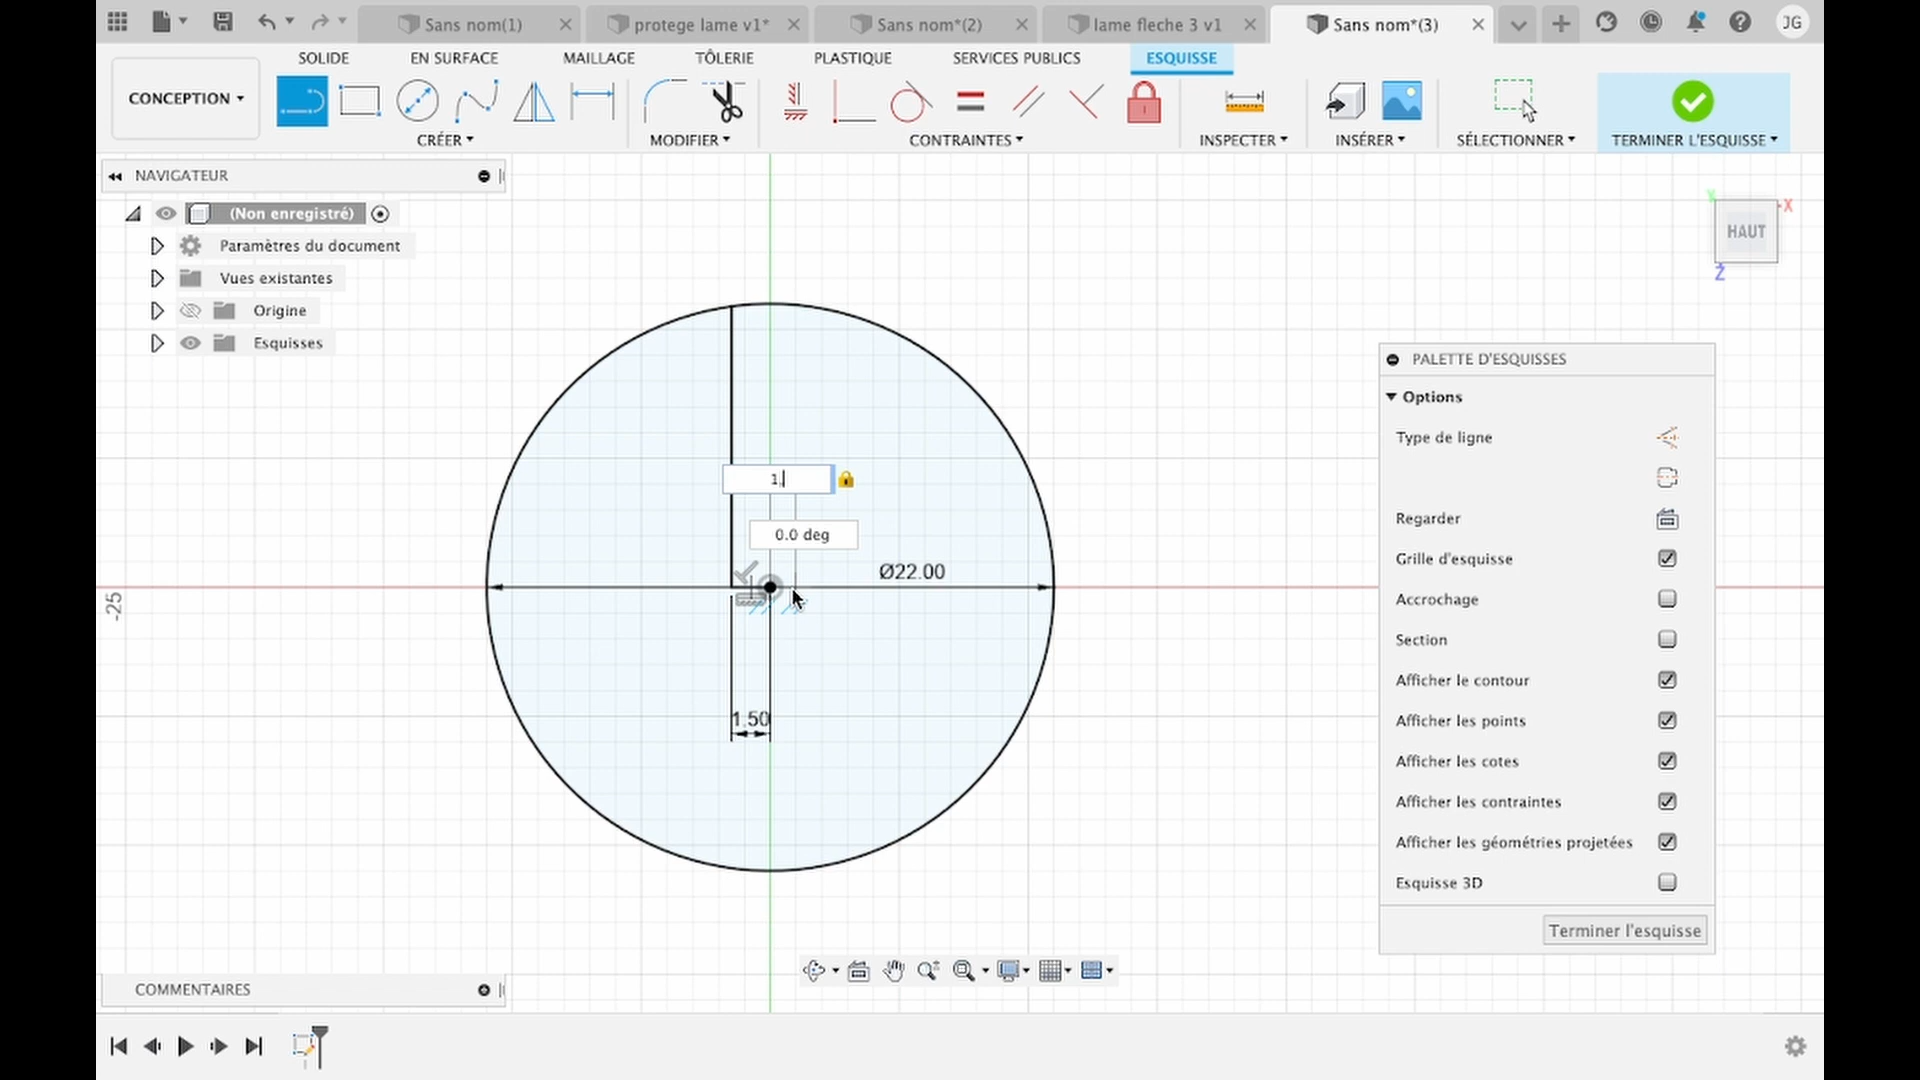 Sans nom(1)
protege lame v1*
Sans nom*(2)
lame fleche 3 v1
Sans nom*(3)
JG
SOLIDE
EN SURFACE
MAILLAGE
TÔLERIE
PLASTIQUE
SERVICES PUBLICS
ESQUISSE
CONCEPTION
CRÉER
MODIFIER
CONTRAINTES
INSPECTER
INSÉRER
SÉLECTIONNER
TERMINER L'ESQUISSE
NAVIGATEUR
(Non enregistré)
Paramètres du document
Vues existantes
Origine
Esquisses
Y
X
HAUT
Z
1.
0.0 deg
Ø22.00
-25
1.50
PALETTE D'ESQUISSES
Options
Type de ligne
Regarder
Grille d'esquisse
Accrochage
Section
Afficher le contour
Afficher les points
Afficher les cotes
Afficher les contraintes
Afficher les géométries projetées
Esquisse 3D
Terminer l'esquisse
COMMENTAIRES